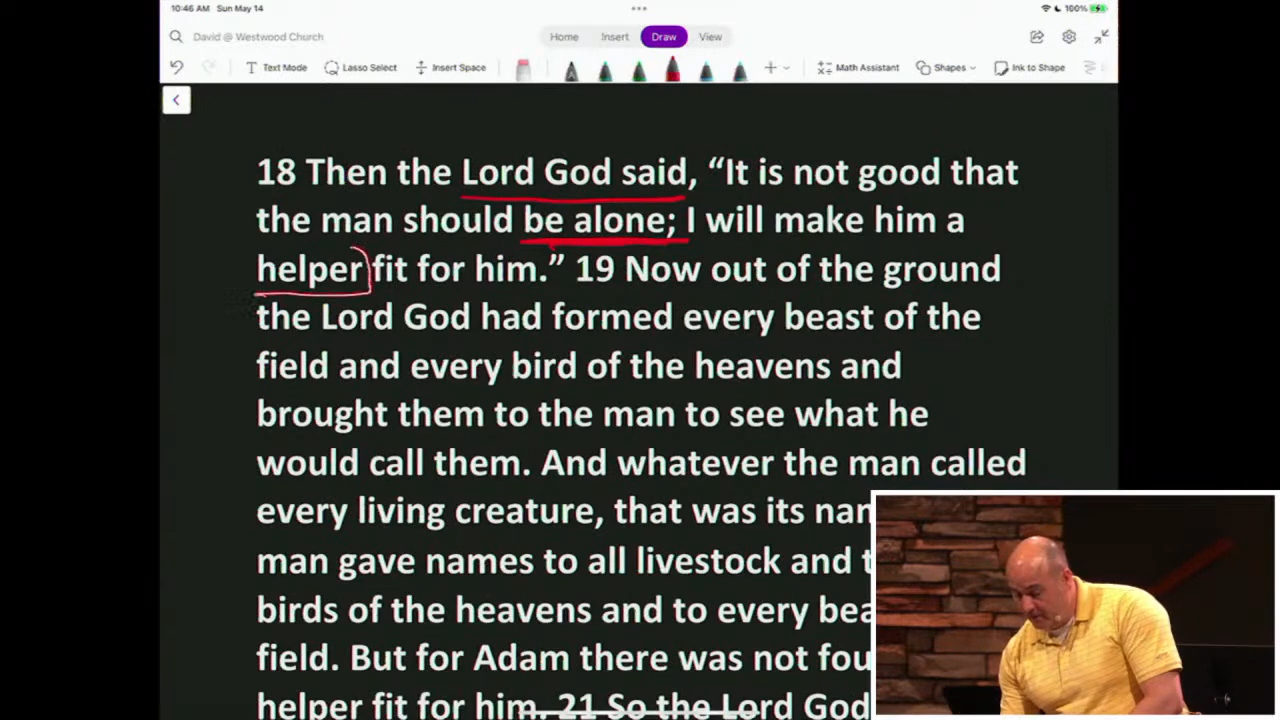 10:46 AM Sun May 14
100%
David @ Westwood Church
Home Insert Draw View
Text Mode Lasso Select Insert Space Math Assistant Shapes Ink to Shape
18 Then the Lord God said, “It is not good that
the man should be alone; I will make him a
helper fit for him.” 19 Now out of the ground
the Lord God had formed every beast of the
field and every bird of the heavens and
brought them to the man to see what he
would call them. And whatever the man called
every living creature, that was its
man gave names to all livestock and
birds of the heavens and to every
field. But for Adam there was not
helper fit for him. 21 So the Lord God